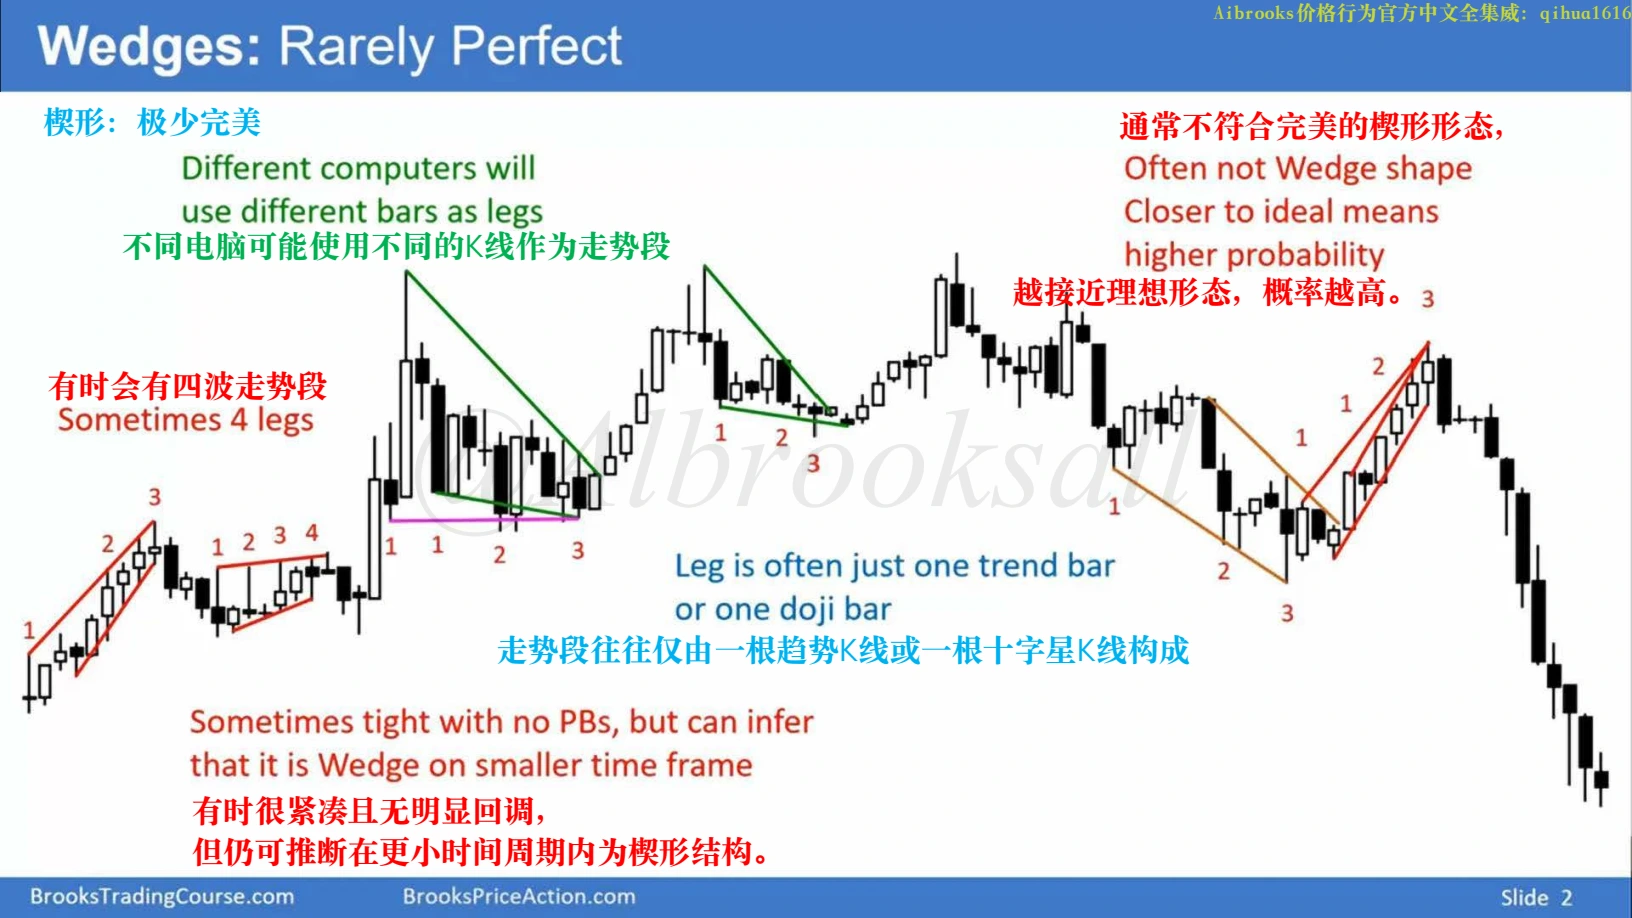 Aibrooks价格行为官方中文全集威：qihua1616
Wedges: Rarely Perfect
楔形：极少完美
Different computers will
use different bars as legs
不同电脑可能使用不同的K线作为走势段
通常不符合完美的楔形形态，
Often not Wedge shape
Closer to ideal means
higher probability
越接近理想形态，概率越高。
有时会有四波走势段
Sometimes 4 legs
1
2
3
1
2
3
4
1
1
2
3
1
2
3
1
2
3
1
1
2
3
@Albrooksall
Leg is often just one trend bar
or one doji bar
走势段往往仅由一根趋势K线或一根十字星K线构成
Sometimes tight with no PBs, but can infer
that it is Wedge on smaller time frame
有时很紧凑且无明显回调，
但仍可推断在更小时间周期内为楔形结构。
BrooksTradingCourse.com
BrooksPriceAction.com
Slide 2